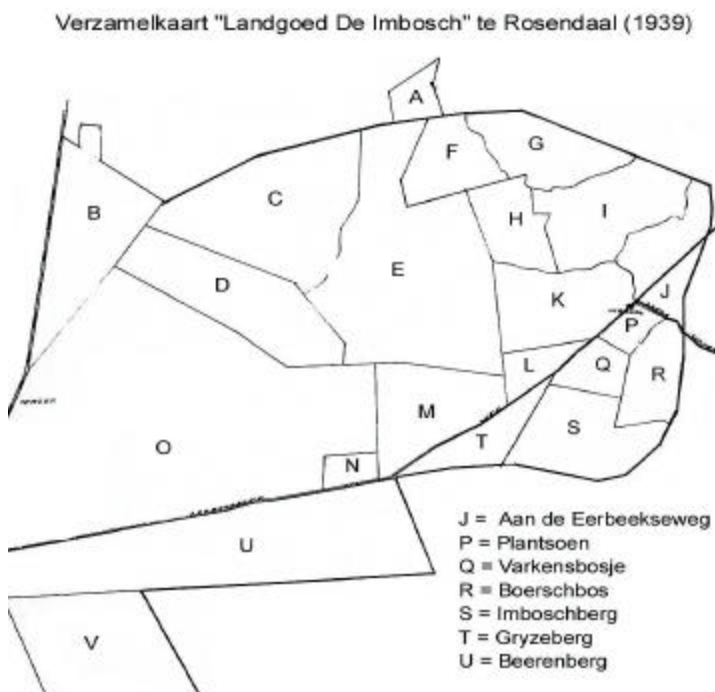 Verzamelkaart "Landgoed De Imbosch" te Rosendaal (1939)
A
B
C
F
G
H
I
D
E
K
J
P
L
Q
R
M
T
S
O
N
U
V
J = Aan de Eerbeekseweg
P = Plantsoen
Q = Varkensbosje
R = Boerschbos
S = Imboschberg
T = Gryzeberg
U = Beerenberg